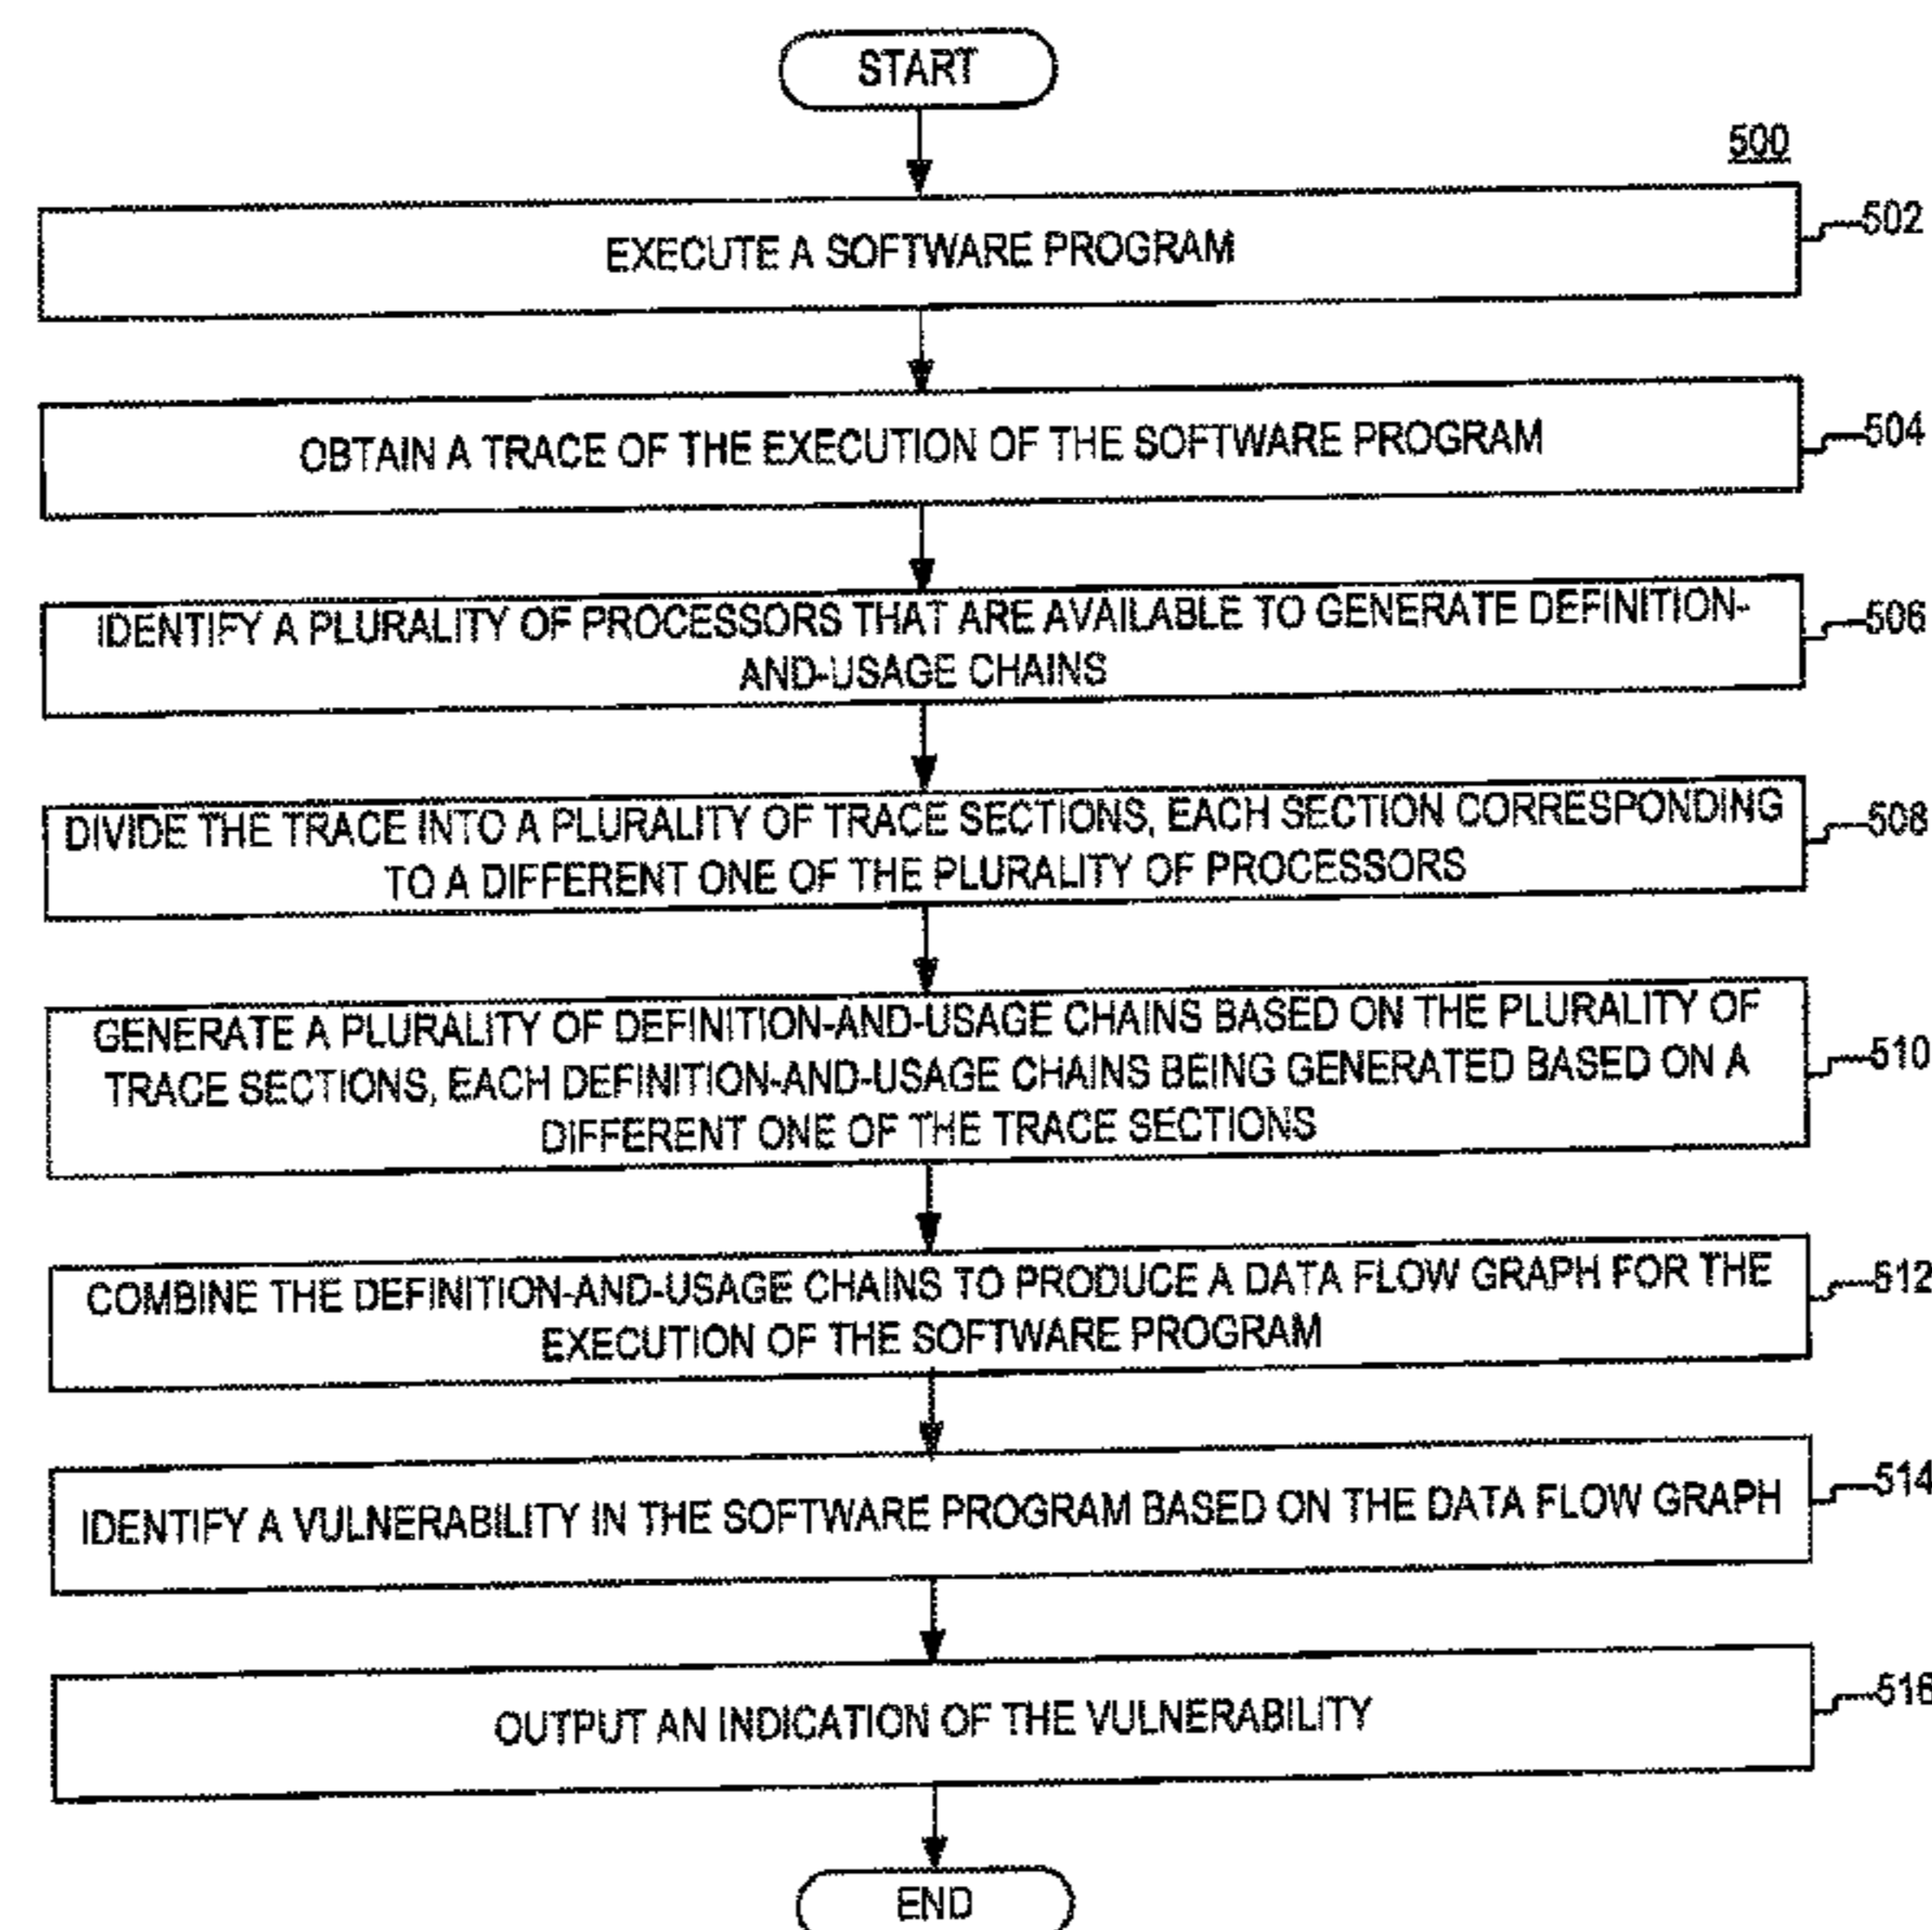 START
500
EXECUTE A SOFTWARE PROGRAM
502
OBTAIN A TRACE OF THE EXECUTION OF THE SOFTWARE PROGRAM
504
IDENTIFY A PLURALITY OF PROCESSORS THAT ARE AVAILABLE TO GENERATE DEFINITION-
AND-USAGE CHAINS
506
DIVIDE THE TRACE INTO A PLURALITY OF TRACE SECTIONS, EACH SECTION CORRESPONDING
TO A DIFFERENT ONE OF THE PLURALITY OF PROCESSORS
508
GENERATE A PLURALITY OF DEFINITION-AND-USAGE CHAINS BASED ON THE PLURALITY OF
TRACE SECTIONS, EACH DEFINITION-AND-USAGE CHAINS BEING GENERATED BASED ON A
DIFFERENT ONE OF THE TRACE SECTIONS
510
COMBINE THE DEFINITION-AND-USAGE CHAINS TO PRODUCE A DATA FLOW GRAPH FOR THE
EXECUTION OF THE SOFTWARE PROGRAM
512
IDENTIFY A VULNERABILITY IN THE SOFTWARE PROGRAM BASED ON THE DATA FLOW GRAPH
514
OUTPUT AN INDICATION OF THE VULNERABILITY
516
END